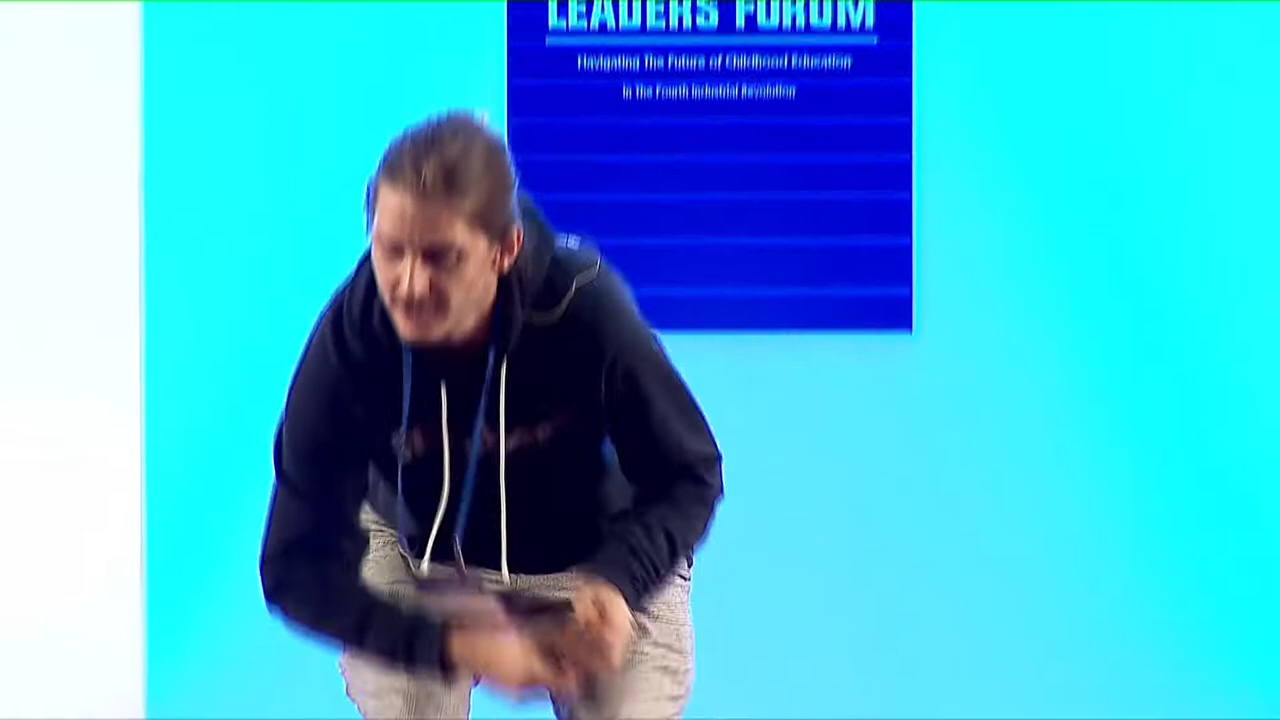 LEADERS FORUM
Navigating The Future of Childhood Education
In The Fourth Industrial Revolution